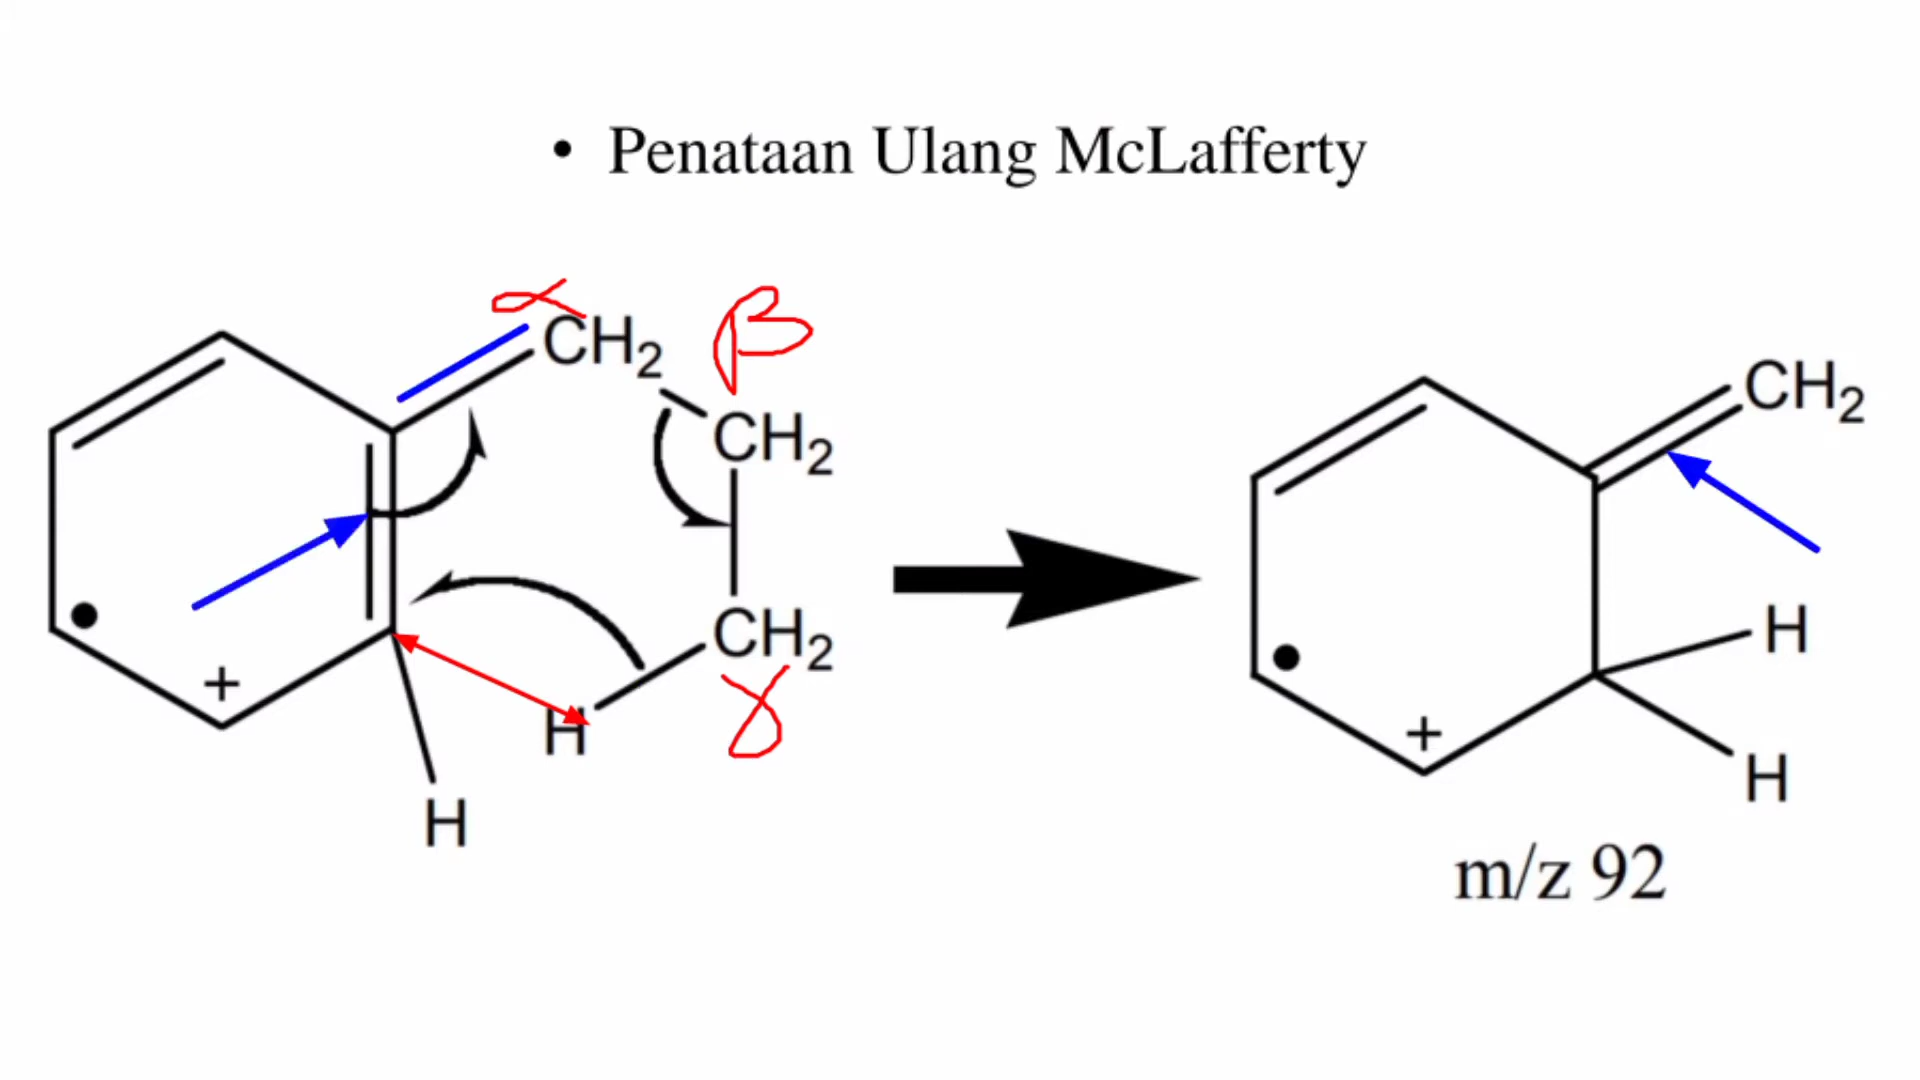 • Penataan Ulang McLafferty
α
β
CH₂
CH₂
CH₂
CH₂
•
+
H
γ
H
•
+
H
H
m/z 92